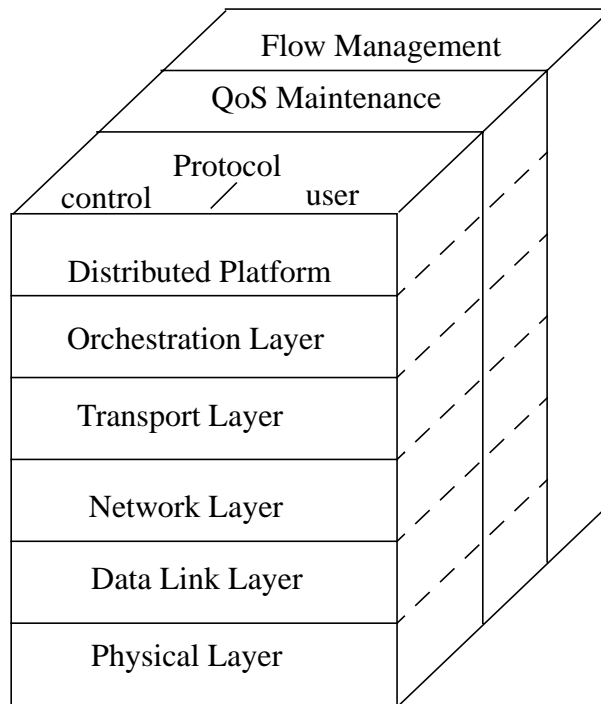 Flow Management
QoS Maintenance
Protocol
control user
Distributed Platform
Orchestration Layer
Transport Layer
Network Layer
Data Link Layer
Physical Layer